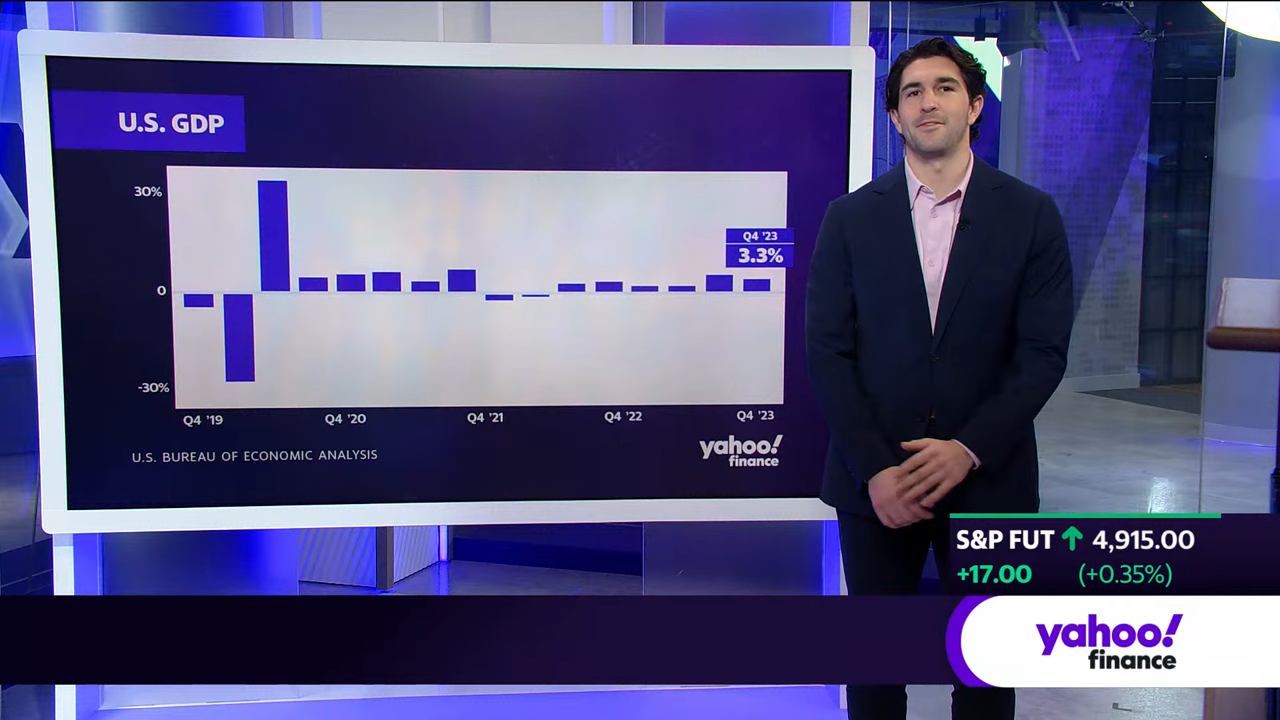 U.S. GDP
30%
0
-30%
Q4 '23
3.3%
Q4 '19 Q4 '20 Q4 '21 Q4 '22 Q4 '23
U.S. BUREAU OF ECONOMIC ANALYSIS
yahoo!
finance
S&P FUT 4,915.00
+17.00 (+0.35%)
yahoo!
finance